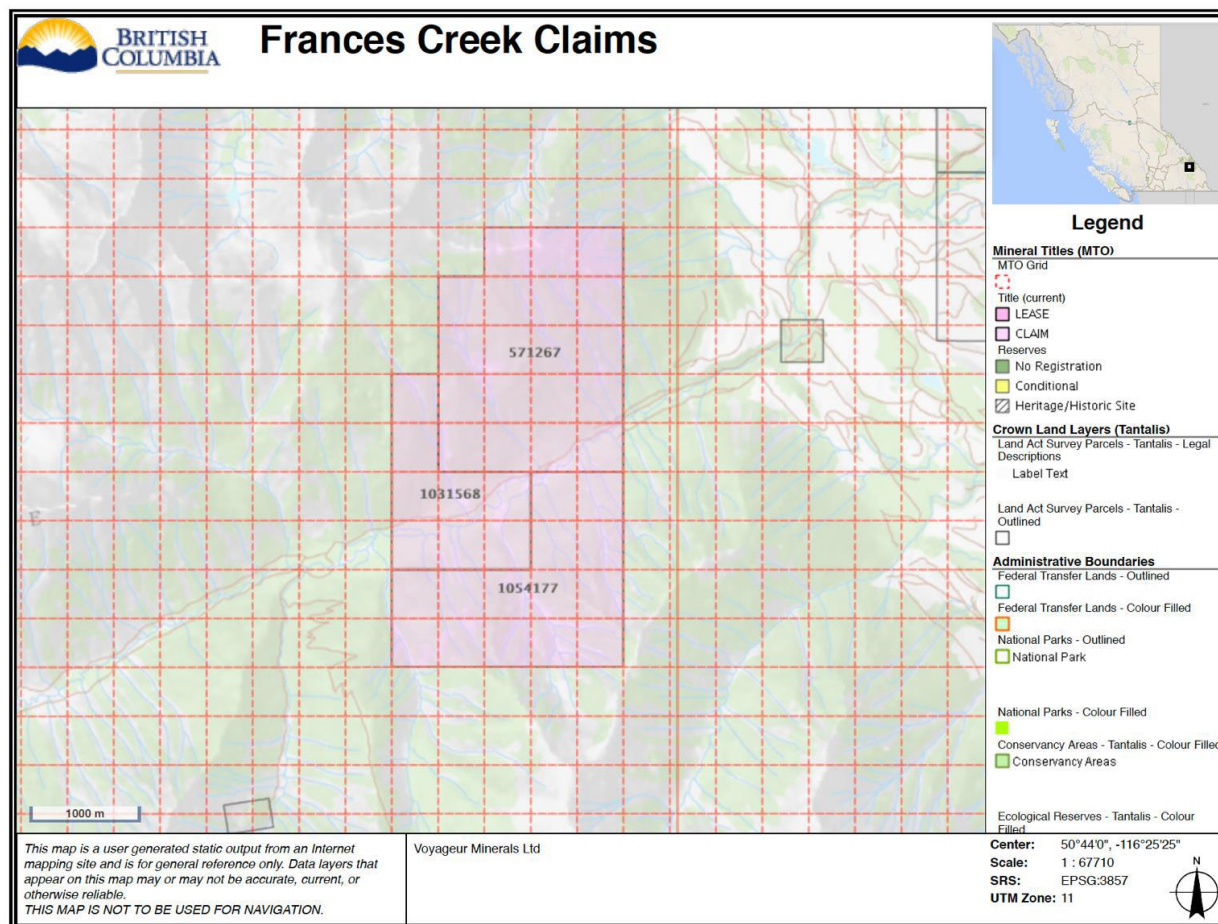 BRITISH
COLUMBIA
Frances Creek Claims
571267
1031568
1054177
E
1000 m
Legend
Mineral Titles (MTO)
MTO Grid
Title (current)
LEASE
CLAIM
Reserves
No Registration
Conditional
Heritage/Historic Site
Crown Land Layers (Tantalis)
Land Act Survey Parcels - Tantalis - Legal
Descriptions
Label Text
Land Act Survey Parcels - Tantalis -
Outlined
Administrative Boundaries
Federal Transfer Lands - Outlined
Federal Transfer Lands - Colour Filled
National Parks - Outlined
National Park
National Parks - Colour Filled
Conservancy Areas - Tantalis - Colour Filled
Conservancy Areas
Ecological Reserves - Tantalis - Colour
Filled
This map is a user generated static output from an Internet
mapping site and is for general reference only. Data layers that
appear on this map may or may not be accurate, current, or
otherwise reliable.
THIS MAP IS NOT TO BE USED FOR NAVIGATION.
Voyageur Minerals Ltd
Center: 50°44'0", -116°25'25"
Scale: 1 : 67710
SRS: EPSG:3857
UTM Zone: 11
N